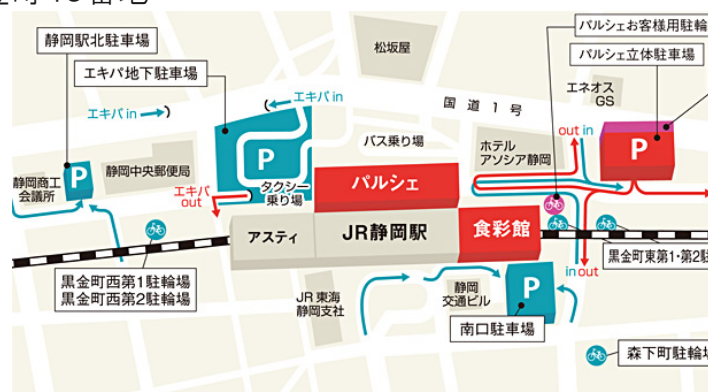 番地
静岡駅北駐車場
エキパ地下駐車場
松坂屋
パルシェお客様用駐輪
パルシェ立体駐車場
エキパ in
エキパ in
国道1号
エネオス
GS
バス乗り場
ホテル
アソシア静岡
out in
P
P
P
静岡中央郵便局
静岡商工
会議所
エキパ
out
タクシー
乗り場
パルシェ
アスティ
JR静岡駅
食彩館
黒金町東第1・第2駐
in out
黒金町西第1駐輪場
黒金町西第2駐輪場
JR東海
静岡支社
静岡
交通ビル
P
南口駐車場
森下町駐輪場